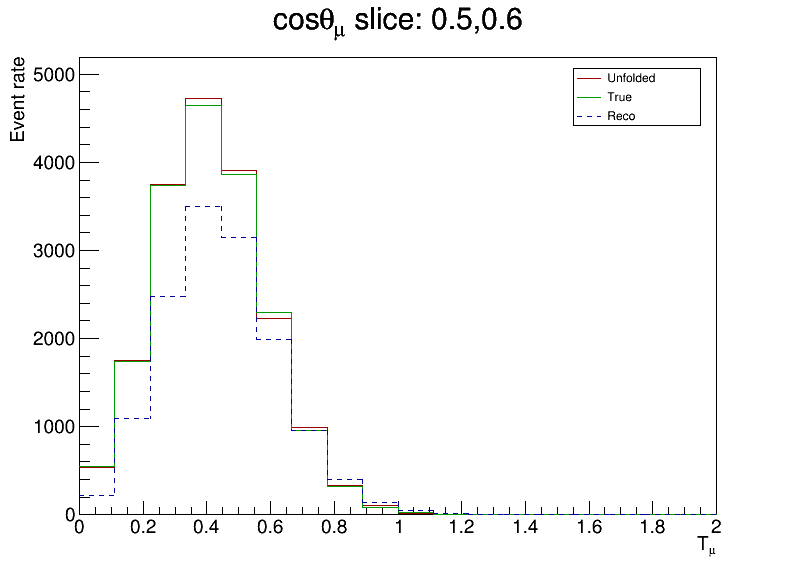 cosθμ slice: 0.5,0.6
Event rate
5000
4000
3000
2000
1000
0
Unfolded
True
Reco
0 0.2 0.4 0.6 0.8 1 1.2 1.4 1.6 1.8 2
Tμ